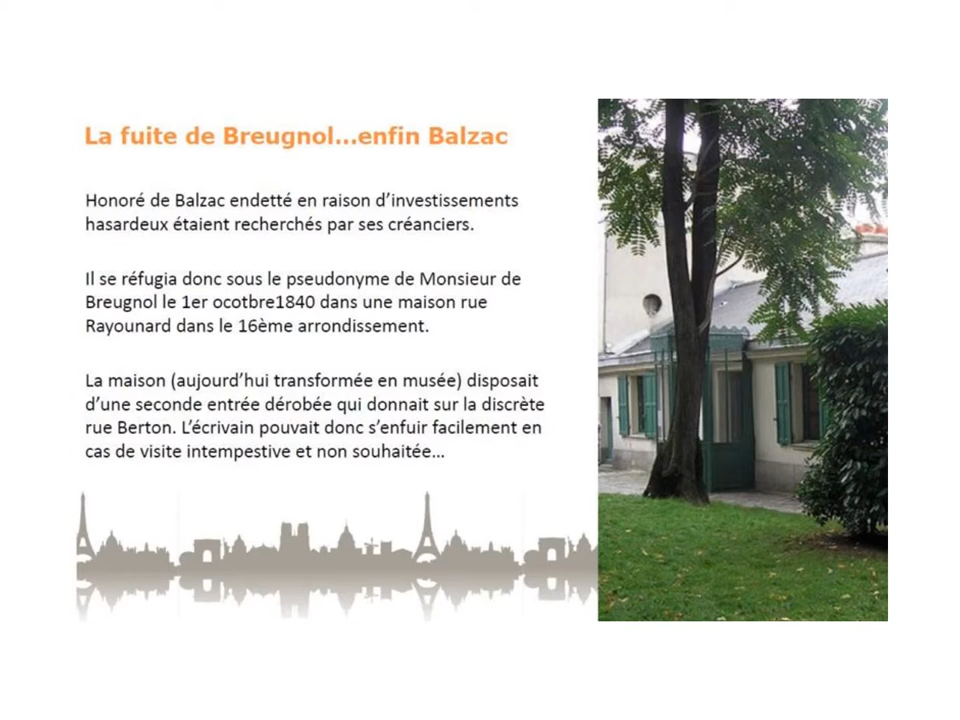 La fuite de Breugnol...enfin Balzac
Honoré de Balzac endetté en raison d’investissements
hasardeux étaient recherchés par ses créanciers.
Il se réfugia donc sous le pseudonyme de Monsieur de
Breugnol le 1er ocotbre1840 dans une maison rue
Rayounard dans le 16ème arrondissement.
La maison (aujourd’hui transformée en musée) disposait
d’une seconde entrée dérobée qui donnait sur la discrète
rue Berton. L’écrivain pouvait donc s’enfuir facilement en
cas de visite intempestive et non souhaitée...